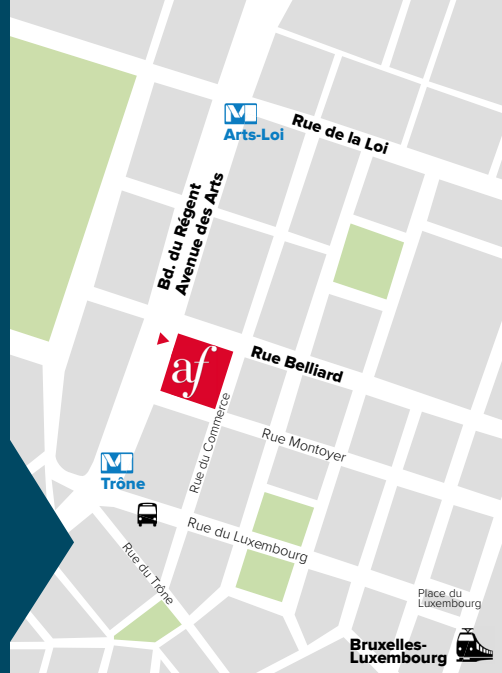 M
Arts-Loi
Rue de la Loi
Bd. du Régent
Avenue des Arts
af
Rue Belliard
Rue du Commerce
Rue Montoyer
M
Trône
Rue du Luxembourg
Rue du Trône
Place du
Luxembourg
Bruxelles-
Luxembourg